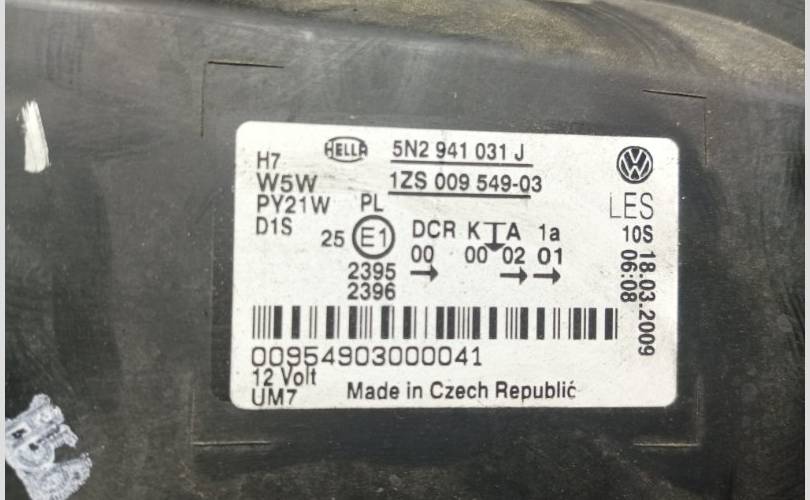 HELLA 5N2 941 031 J
H7
W5W 1ZS 009 549-03
PY21W PL
LES
D1S 25 E1 DCR K A 1a
10S 18.03.2009
06:08
00 00 02 01
2395
2396
00954903000041
12 Volt
UM7 Made in Czech Republic